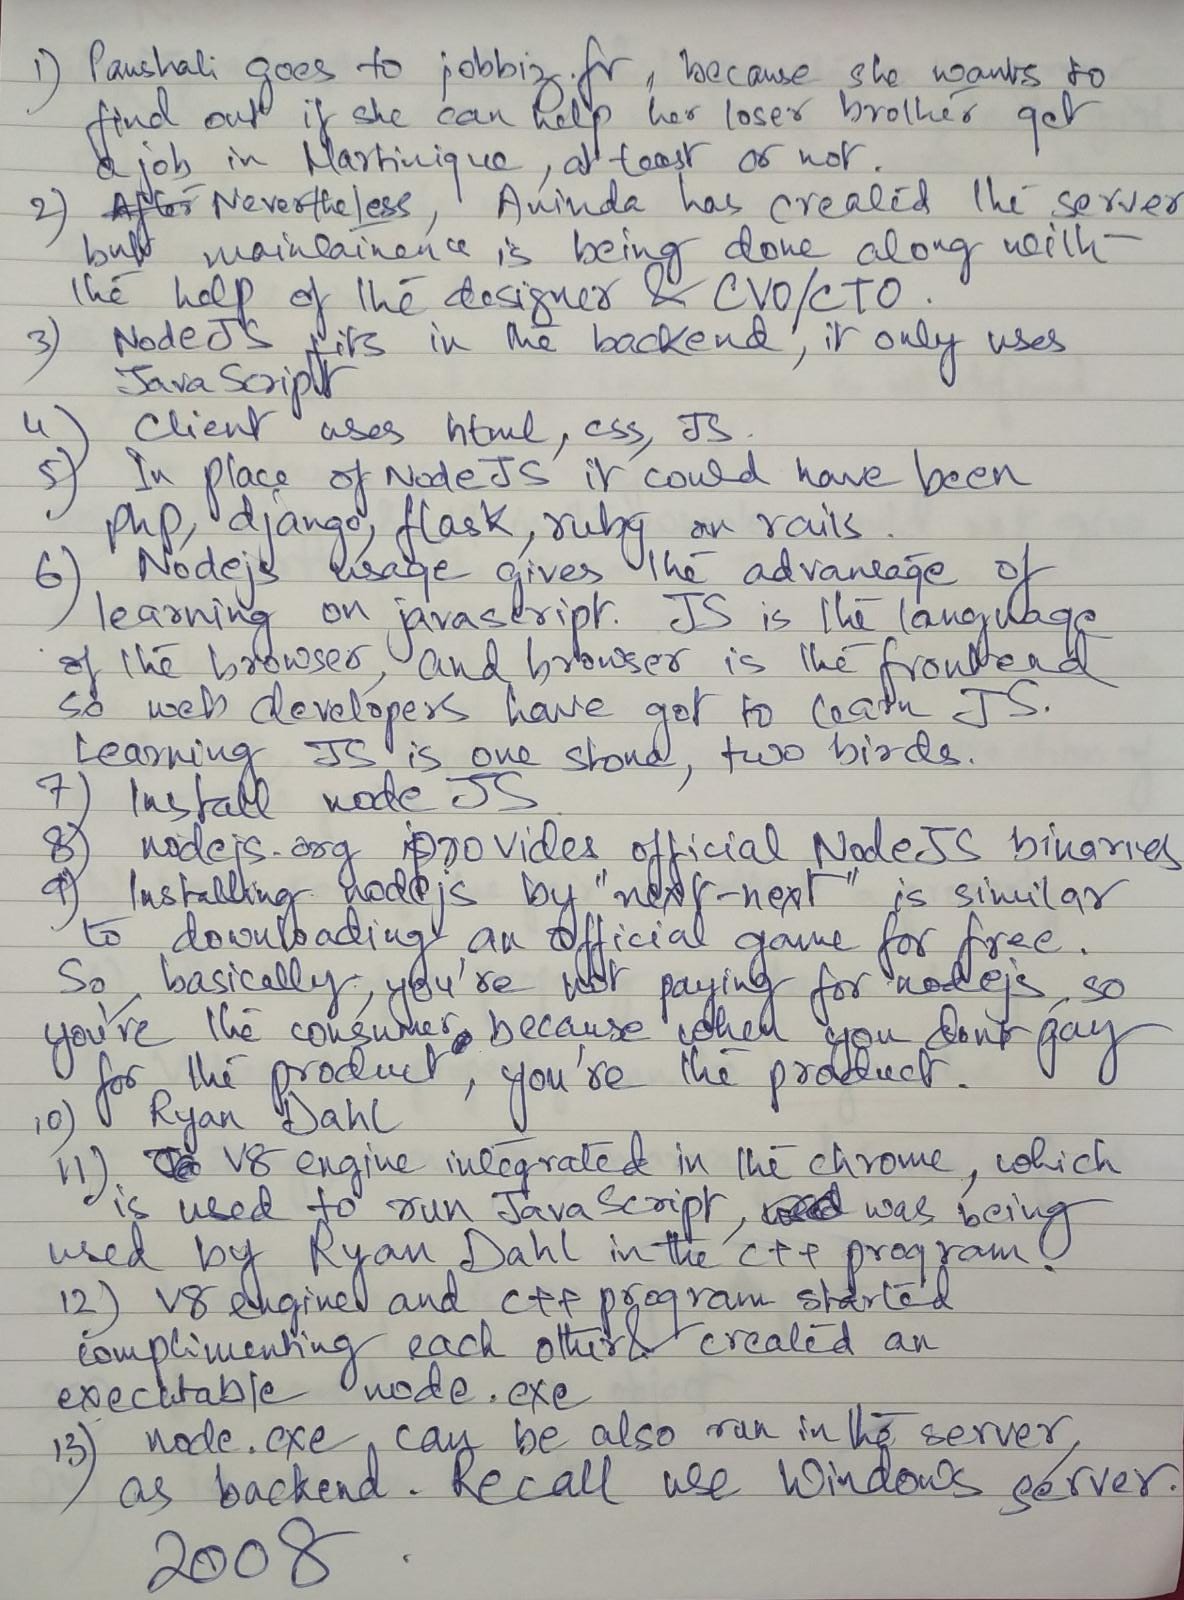 1) Paushali goes to jobbiz.fr, because she wants to
find out if she can help her loser brother get
a job in Martinique, at least or not.
2) After Nevertheless, Aninda has created the server
but maintainence is being done along with
the help of the designer & CVO/CTO.
3) NodeJS fits in the backend, it only uses
JavaScript
4) Client uses html, css, JS.
5) In place of NodeJS it could have been
php, django, flask, ruby on rails.
6) Nodejs usage gives the advantage of
learning on javascript. JS is the language
of the browser, and browser is the frontend
so web developers have got to learn JS.
Learning JS is one stone, two birds.
7) Install node JS
8) nodejs.org provides official NodeJS binaries
9) Installing nodejs by "next-next" is similar
to downloading an official game for free.
So, basically, you're not paying for nodejs, so
you're the consumer, because when you don't pay
for the product, you're the product.
10) Ryan Dahl
11) V8 engine integrated in the chrome, which
is used to run JavaScript, was being
used by Ryan Dahl in the c++ program.
12) V8 engine and c++ program started
complimenting each other & created an
executable node.exe
13) node.exe can be also ran in the server,
as backend. Recall use Windows server.
2008.